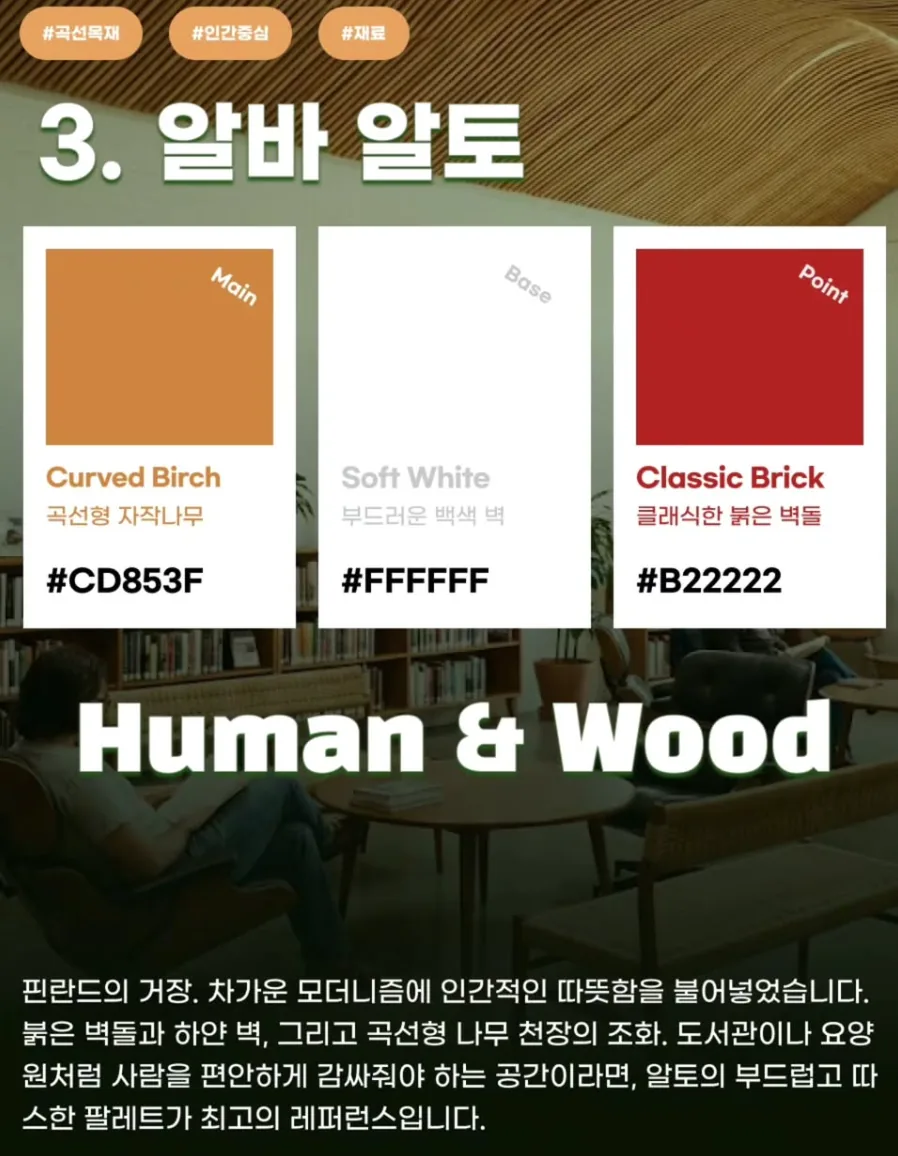 #곡선목재 #인간중심 #재료
3. 알바 알토
Main Base Point
Curved Birch Soft White Classic Brick
곡선형 자작나무 부드러운 백색 벽 클래식한 붉은 벽돌
#CD853F #FFFFFF #B22222
Human & Wood
핀란드의 거장. 차가운 모더니즘에 인간적인 따뜻함을 불어넣었습니다.
붉은 벽돌과 하얀 벽, 그리고 곡선형 나무 천장의 조화. 도서관이나 요양
원처럼 사람을 편안하게 감싸줘야 하는 공간이라면, 알토의 부드럽고 따
스한 팔레트가 최고의 레퍼런스입니다.